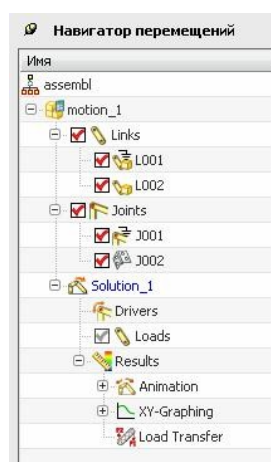 Навигатор перемещений
Имя
assembl
motion_1
Links
L001
L002
Joints
J001
J002
Solution_1
Drivers
Loads
Results
Animation
XY-Graphing
Load Transfer